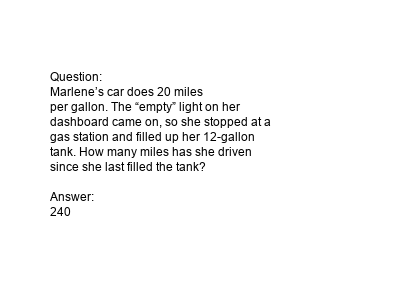 Question:
Marlene’s car does 20 miles
per gallon. The “empty” light on her
dashboard came on, so she stopped at a
gas station and filled up her 12-gallon
tank. How many miles has she driven
since she last filled the tank?

Answer:
240